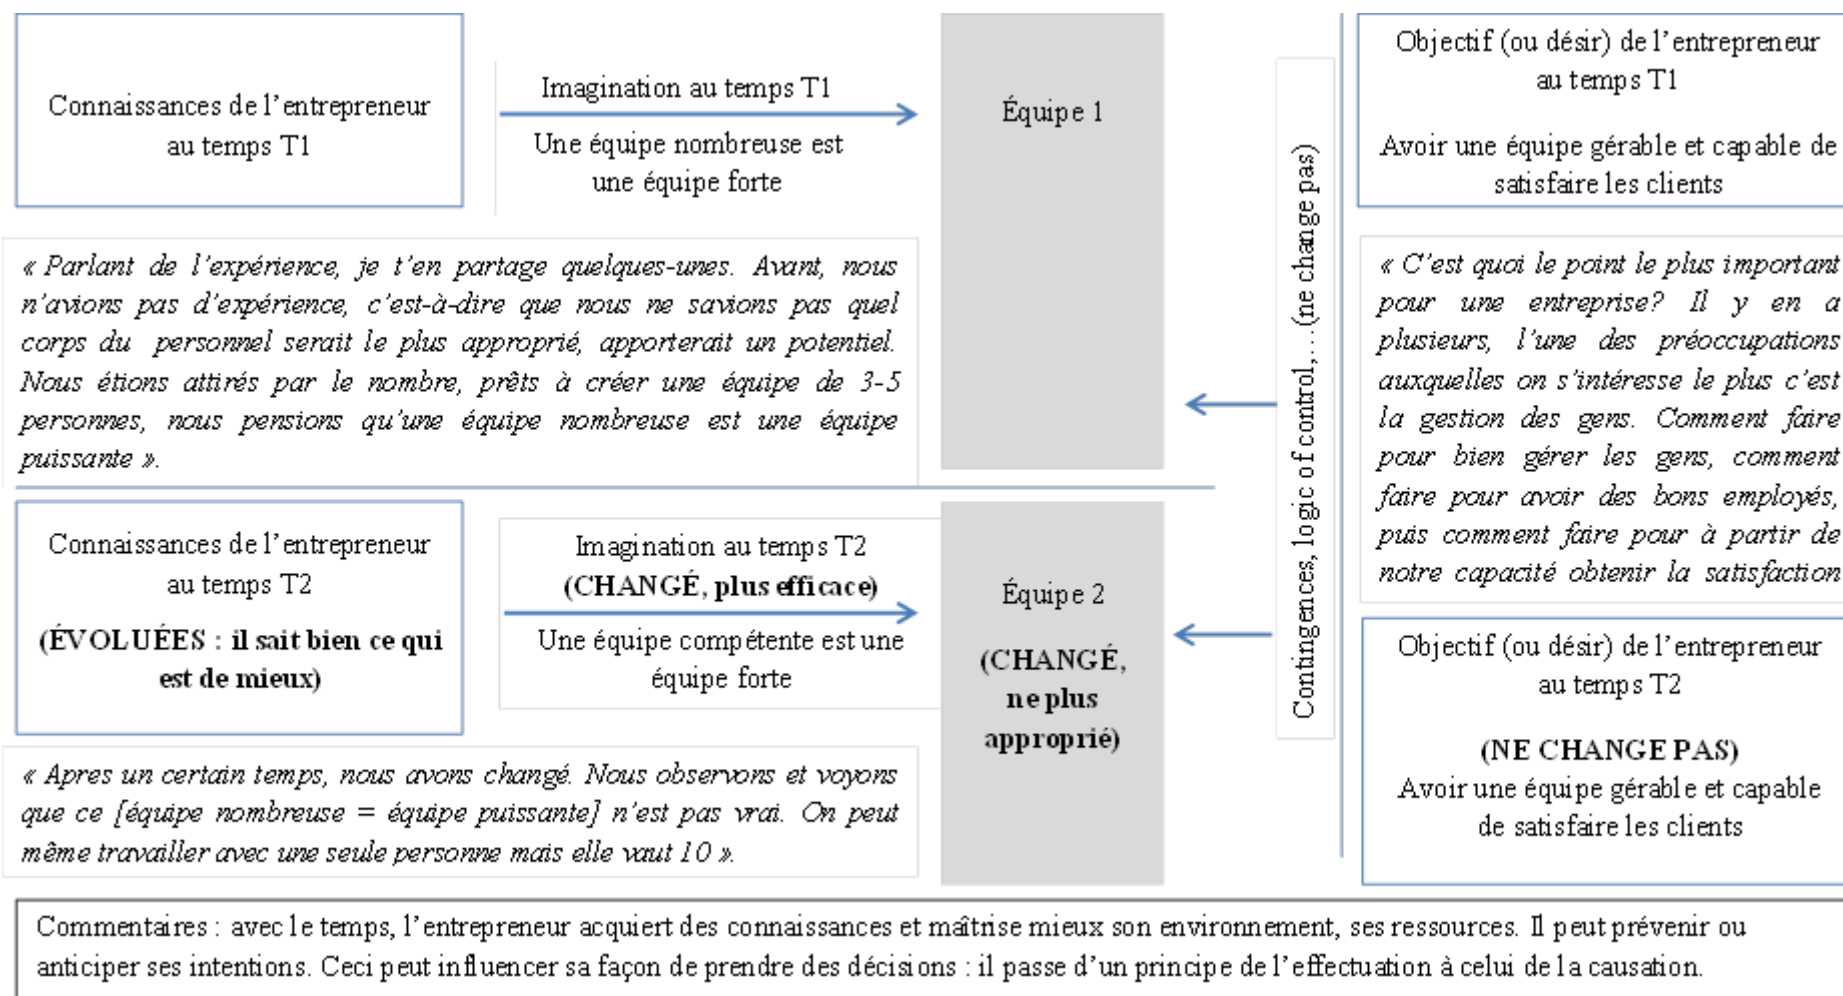 Connaissances de l'entrepreneur
au temps T1
Imagination au temps T1
Une équipe nombreuse est
une équipe forte
Équipe 1
Contingences, logic of control,…(ne change pas)
Objectif (ou désir) de l'entrepreneur
au temps T1
Avoir une équipe gérable et capable de
satisfaire les clients
« Parlant de l'expérience, je t'en partage quelques-unes. Avant, nous
n'avions pas d'expérience, c'est-à-dire que nous ne savions pas quel
corps du personnel serait le plus approprié, apporterait un potentiel.
Nous étions attirés par le nombre, prêts à créer une équipe de 3-5
personnes, nous pensions qu'une équipe nombreuse est une équipe
puissante ».
« C'est quoi le point le plus important
pour une entreprise? Il y en a
plusieurs, l'une des préoccupations
auxquelles on s'intéresse le plus c'est
la gestion des gens. Comment faire
pour bien gérer les gens, comment
faire pour avoir des bons employés,
puis comment faire pour à partir de
notre capacité obtenir la satisfaction
Connaissances de l'entrepreneur
au temps T2
(ÉVOLUÉES : il sait bien ce qui
est de mieux)
Imagination au temps T2
(CHANGÉ, plus efficace)
Une équipe compétente est une
équipe forte
Équipe 2
(CHANGÉ,
ne plus
approprié)
Objectif (ou désir) de l'entrepreneur
au temps T2
(NE CHANGE PAS)
Avoir une équipe gérable et capable
de satisfaire les clients
« Apres un certain temps, nous avons changé. Nous observons et voyons
que ce [équipe nombreuse = équipe puissante] n'est pas vrai. On peut
même travailler avec une seule personne mais elle vaut 10 ».
Commentaires : avec le temps, l'entrepreneur acquiert des connaissances et maîtrise mieux son environnement, ses ressources. Il peut prévenir ou
anticiper ses intentions. Ceci peut influencer sa façon de prendre des décisions : il passe d'un principe de l'effectuation à celui de la causation.